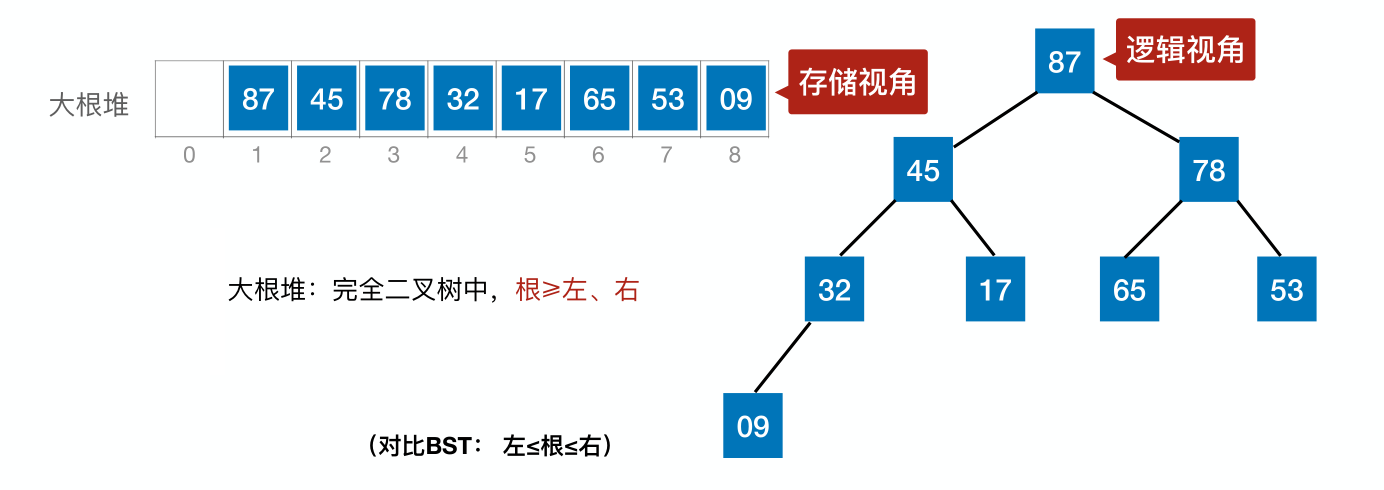 大根堆 87 45 78 32 17 65 53 09 存储视角
0 1 2 3 4 5 6 7 8
大根堆：完全二叉树中，根≥左、右
（对比BST： 左≤根≤右）
87 逻辑视角
45 78
32 17 65 53
09